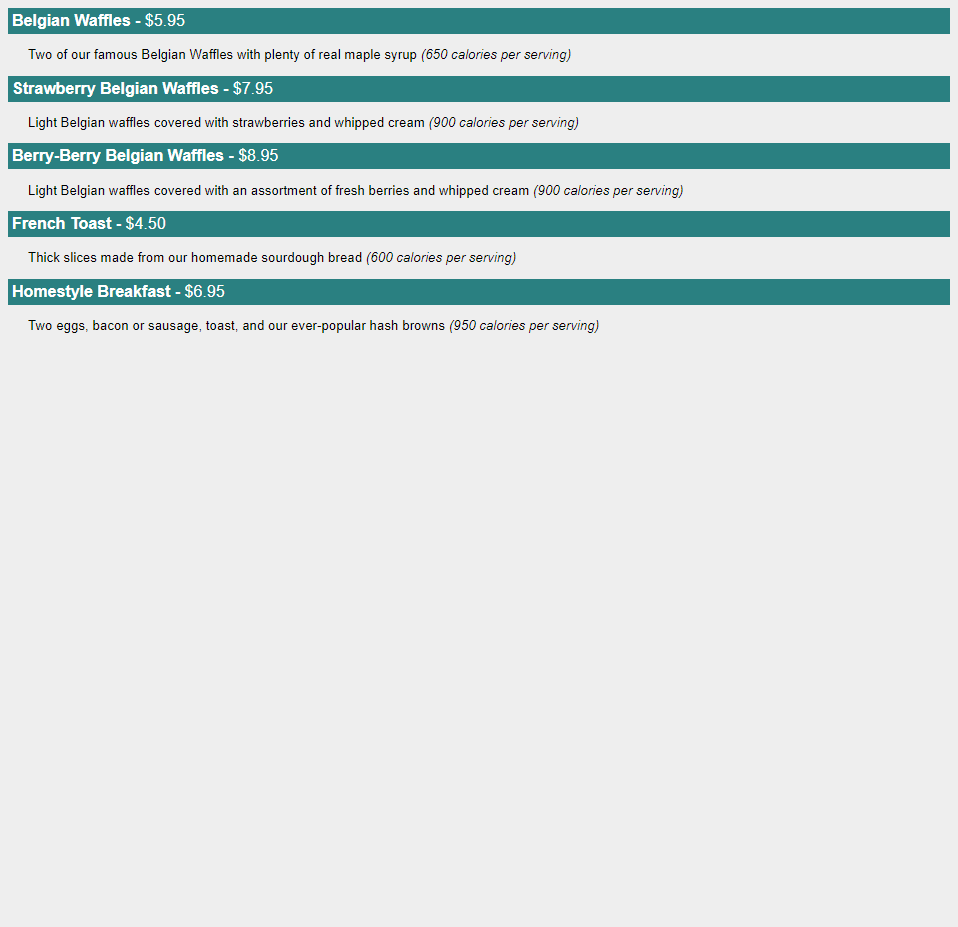 Belgian Waffles - $5.95
Two of our famous Belgian Waffles with plenty of real maple syrup (650 calories per serving)
Strawberry Belgian Waffles - $7.95
Light Belgian waffles covered with strawberries and whipped cream (900 calories per serving)
Berry-Berry Belgian Waffles - $8.95
Light Belgian waffles covered with an assortment of fresh berries and whipped cream (900 calories per serving)
French Toast - $4.50
Thick slices made from our homemade sourdough bread (600 calories per serving)
Homestyle Breakfast - $6.95
Two eggs, bacon or sausage, toast, and our ever-popular hash browns (950 calories per serving)